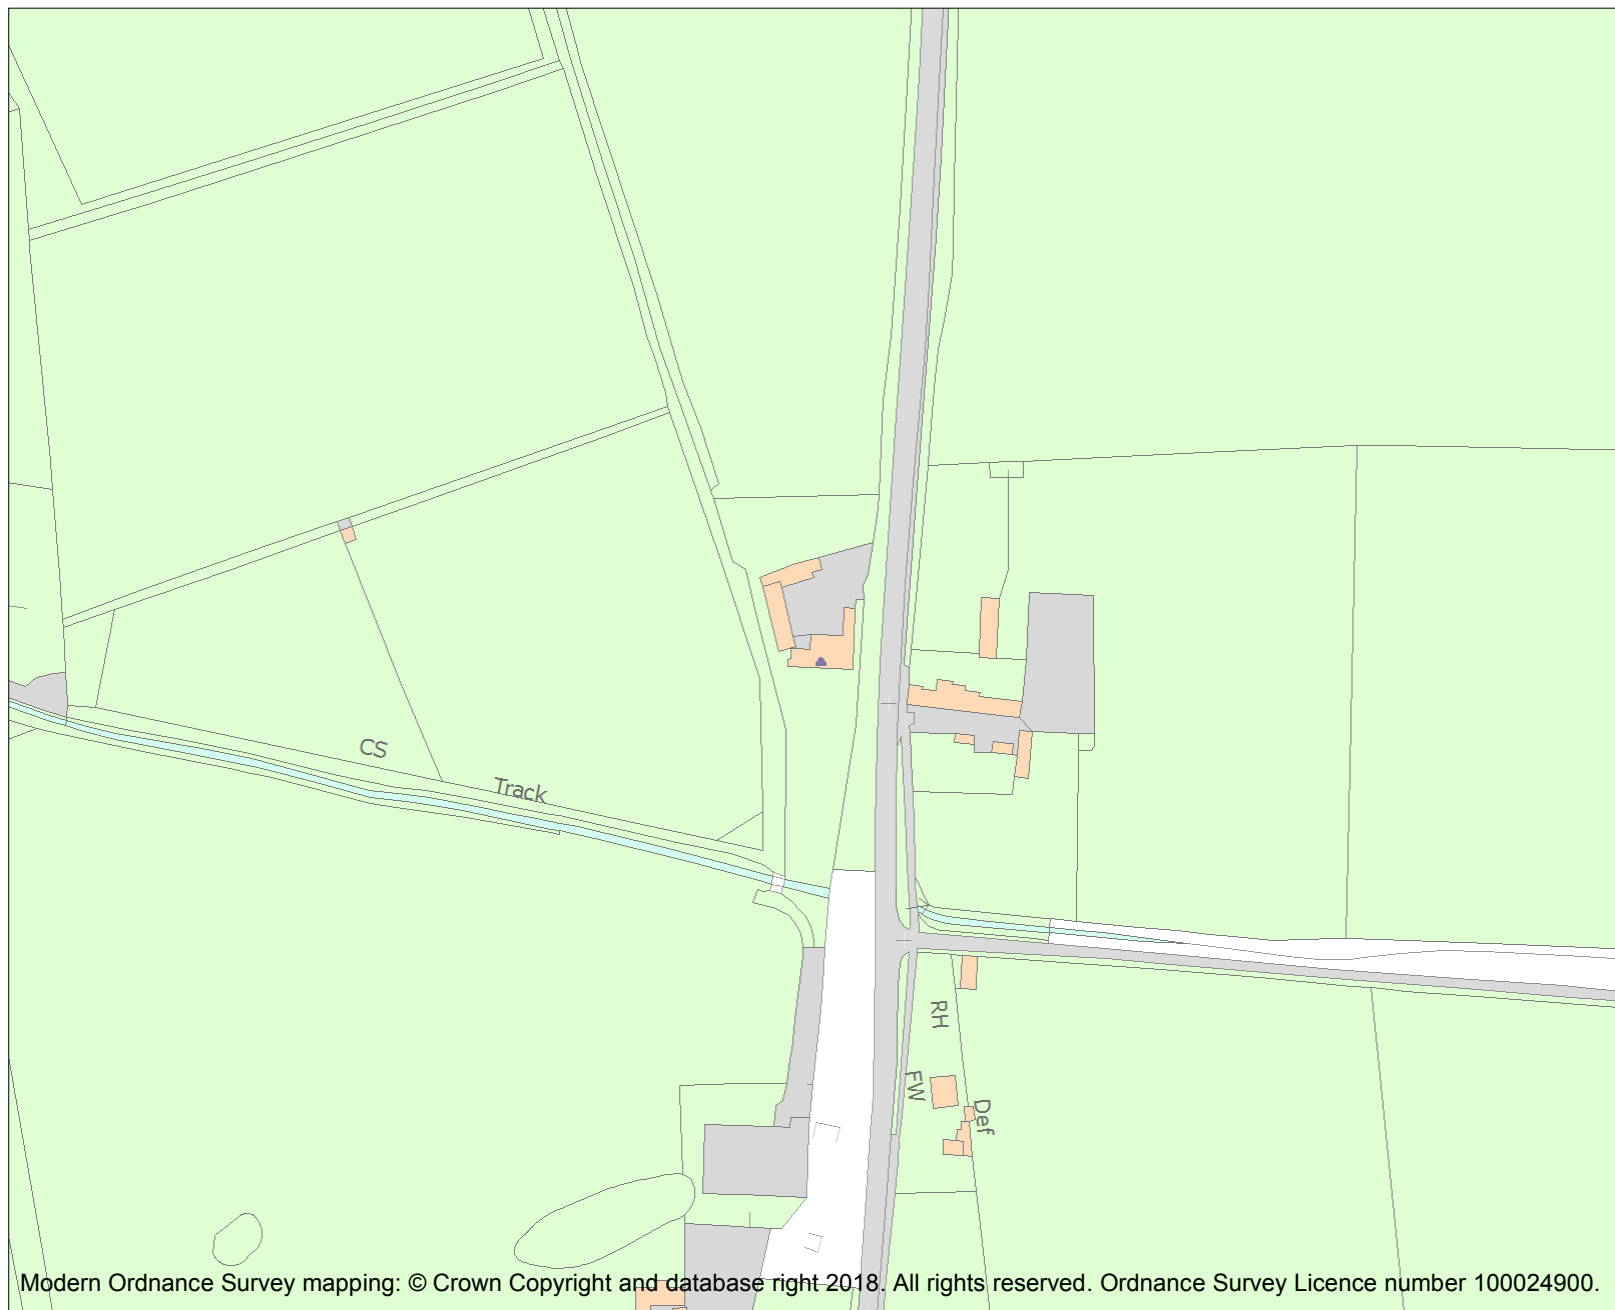 CS
Track
RH
FW
Def
Modern Ordnance Survey mapping: © Crown Copyright and database right 2018. All rights reserved. Ordnance Survey Licence number 100024900.